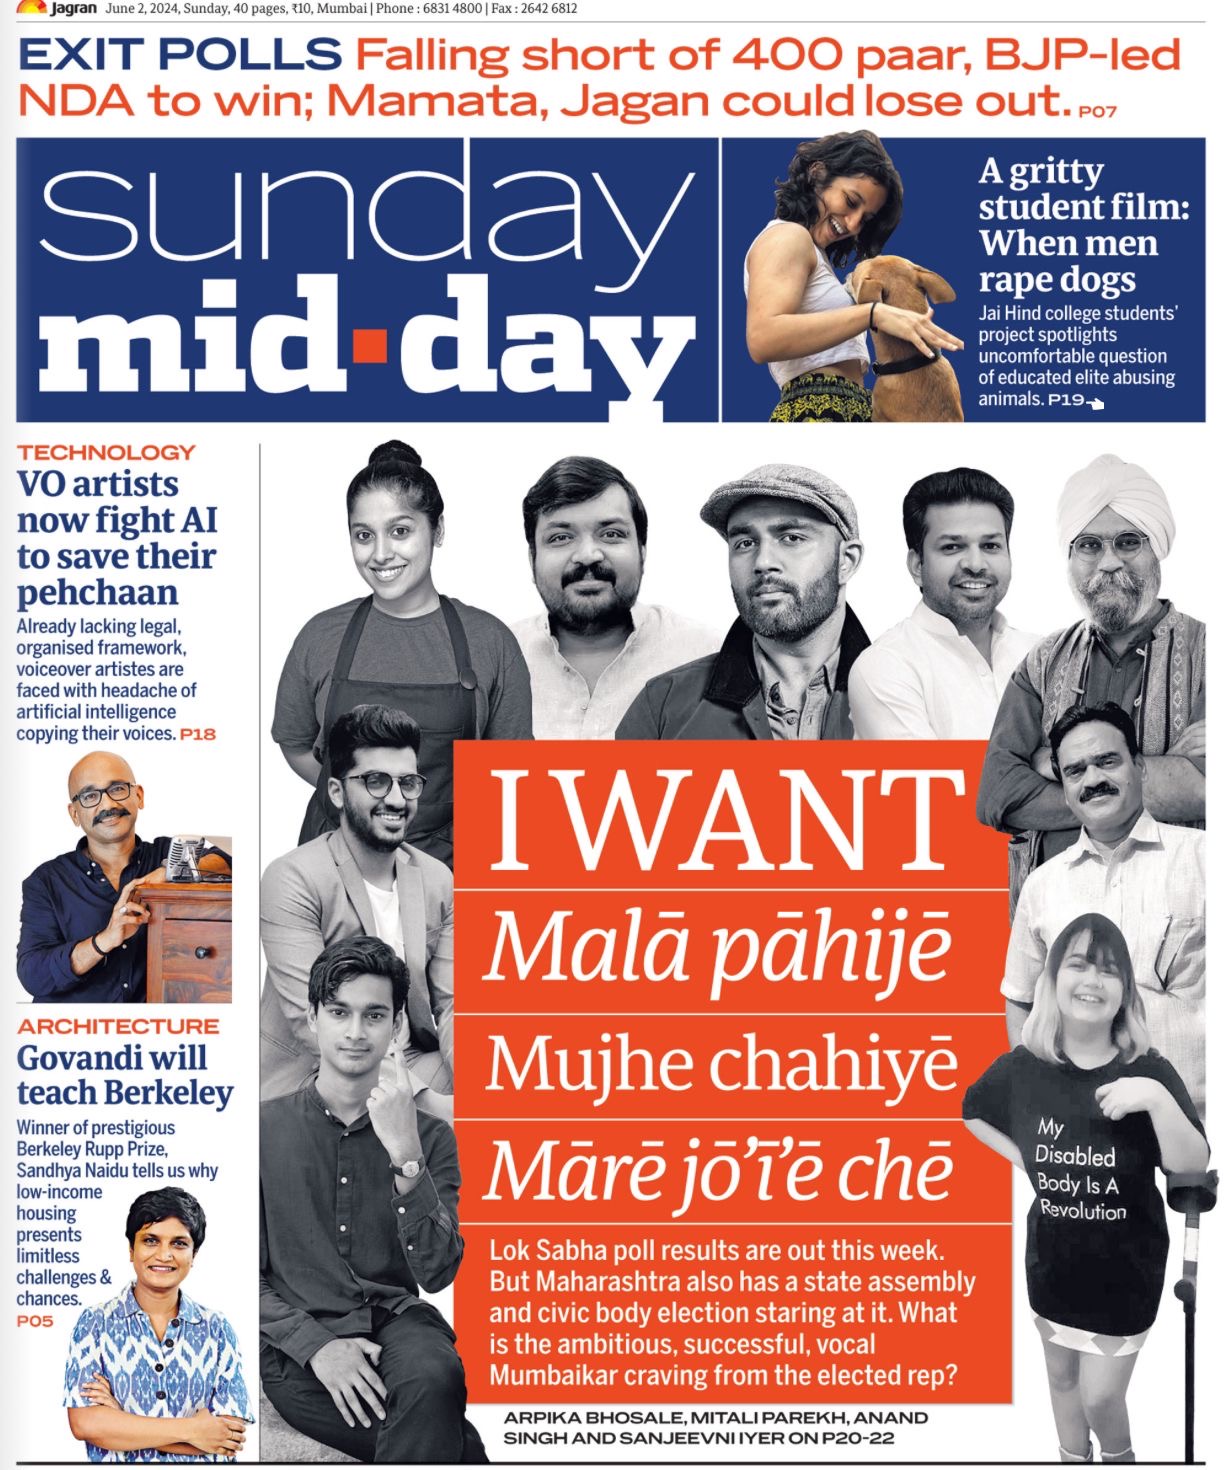 Jagran June 2, 2024, Sunday, 40 pages, ₹10, Mumbai | Phone : 6831 4800 | Fax : 2642 6812
EXIT POLLS Falling short of 400 paar, BJP-led
NDA to win; Mamata, Jagan could lose out. P07
sunday
mid-day
A gritty
student film:
When men
rape dogs
Jai Hind college students'
project spotlights
uncomfortable question
of educated elite abusing
animals. P19
TECHNOLOGY
VO artists
now fight AI
to save their
pehchaan
Already lacking legal,
organised framework,
voiceover artistes are
faced with headache of
artificial intelligence
copying their voices. P18
ARCHITECTURE
Govandi will
teach Berkeley
Winner of prestigious
Berkeley Rupp Prize,
Sandhya Naidu tells us why
low-income
housing
presents
limitless
challenges &
chances.
P05
I WANT
Malā pāhijē
Mujhe chahiyē
Mārē jō'ī'ē chē
Lok Sabha poll results are out this week.
But Maharashtra also has a state assembly
and civic body election staring at it. What
is the ambitious, successful, vocal
Mumbaikar craving from the elected rep?
ARPIKA BHOSALE, MITALI PAREKH, ANAND
SINGH AND SANJEEVNI IYER ON P20-22
My
Disabled
Body Is A
Revolution